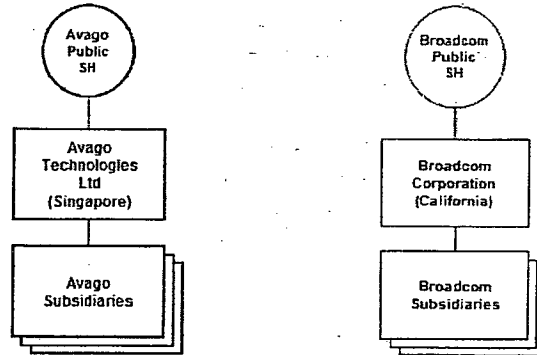 Avago
Public
SH
Avago
Technologies
Ltd
(Singapore)
Avago
Subsidiaries
Broadcom
Public
SH
Broadcom
Corporation
(California)
Broadcom
Subsidiaries